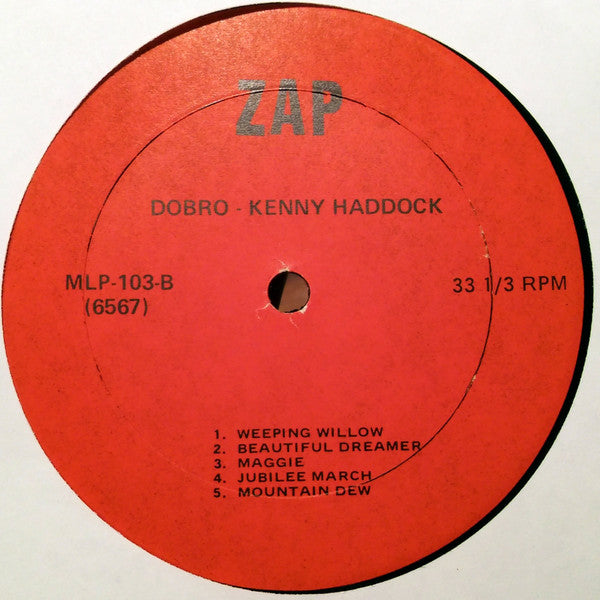 ZAP
DOBRO - KENNY HADDOCK
MLP-103-B
(6567)
33 1/3 RPM
1. WEEPING WILLOW
2. BEAUTIFUL DREAMER
3. MAGGIE
4. JUBILEE MARCH
5. MOUNTAIN DEW